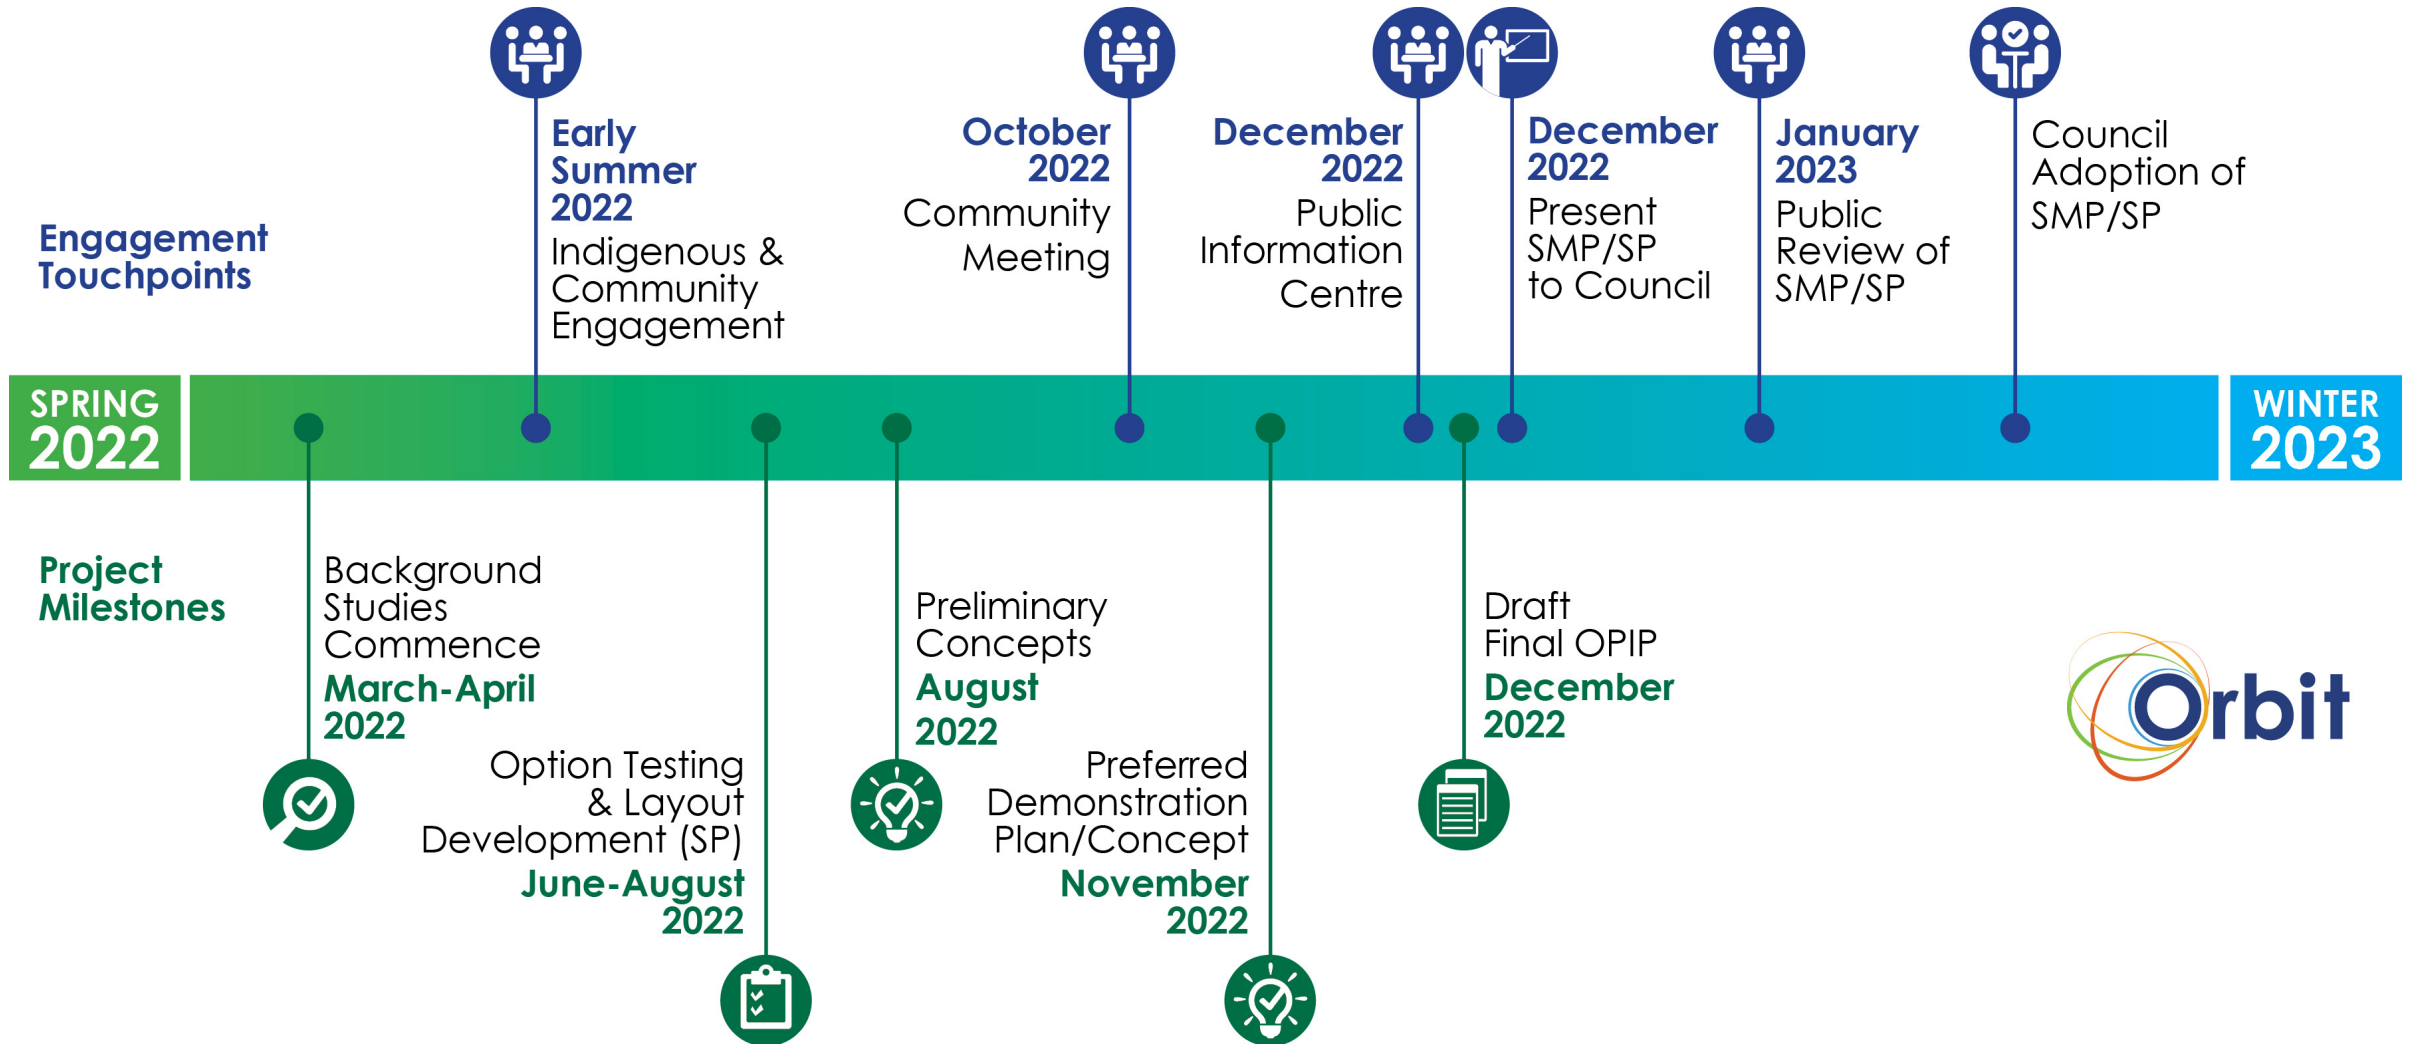 Early
Summer
2022
Indigenous &
Community
Engagement
October
2022
Community
Meeting
December
2022
Public
Information
Centre
December
2022
Present
SMP/SP
to Council
January
2023
Public
Review of
SMP/SP
Council
Adoption of
SMP/SP
Engagement
Touchpoints
SPRING
2022
WINTER
2023
Project
Milestones
Background
Studies
Commence
March-April
2022
Option Testing
& Layout
Development (SP)
June-August
2022
Preliminary
Concepts
August
2022
Preferred
Demonstration
Plan/Concept
November
2022
Draft
Final OPIP
December
2022
Orbit